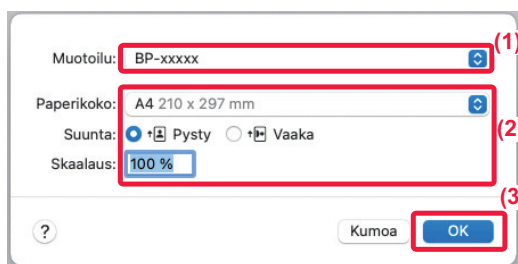 Muotoilu: BP-xxxxx (1)
Paperikoko: A4 210 x 297 mm
Suunta: Pysty Vaaka (2
Skaalaus: 100 %
(3
? Kumoa OK